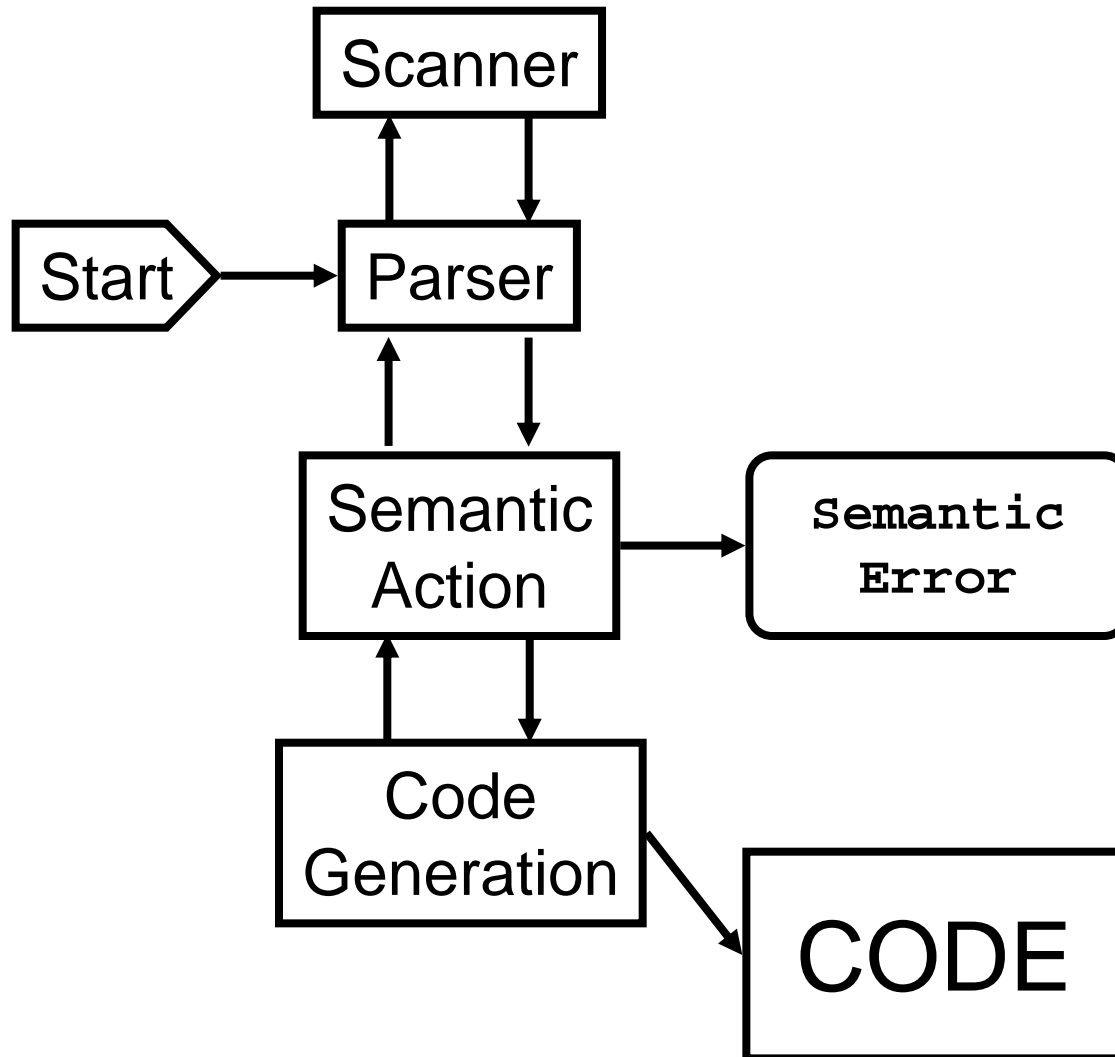 Scanner
Start
Parser
Semantic
Action
Semantic
Error
Code
Generation
CODE